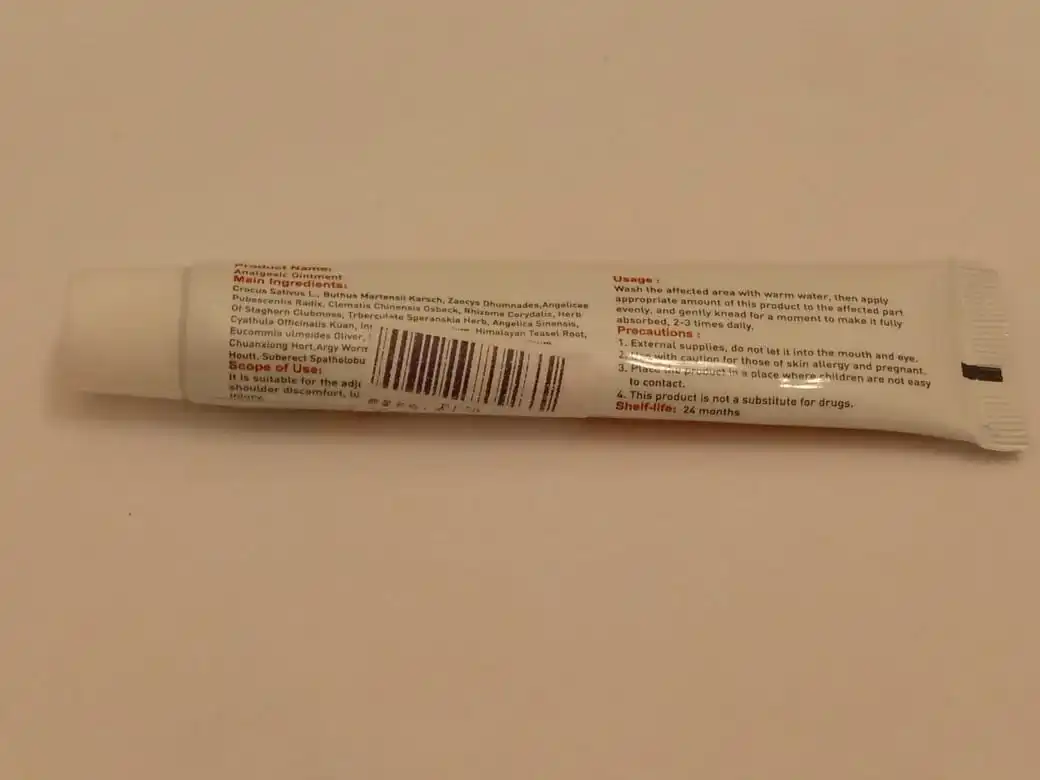 Product Name:
Analgesic Ointment
Main Ingredients:
Crocus Sativus L., Buthus Martensii Karsch, Zaocys Dhumnades,Angelicae
Pubescentis Radix, Clematis Chinensis Osbeck, Rhizome Corydalis, Herb
Of Staghorn Clubmoss, Trberculate Speranskia Herb, Angelica Sinensis,
Cyathula Officinalis Kuan, Himalayan Teasel Root,
Eucommia ulmoides Oliver,
Chuanxiong Hort,Argy Worm
Houtt, Suberect Spatholobu
Scope of Use:
It is suitable for the
shoulder discomfort,
injury.
Usage :
Wash the affected area with warm water, then apply
appropriate amount of this product to the affected part
evenly, and gently knead for a moment to make it fully
absorbed, 2-3 times daily.
Precautions :
1. External supplies, do not let it into the mouth and eye.
2. Use with caution for those of skin allergy and pregnant.
3. Place the product in a place where children are not easy
to contact.
4. This product is not a substitute for drugs.
Shelf-life: 24 months